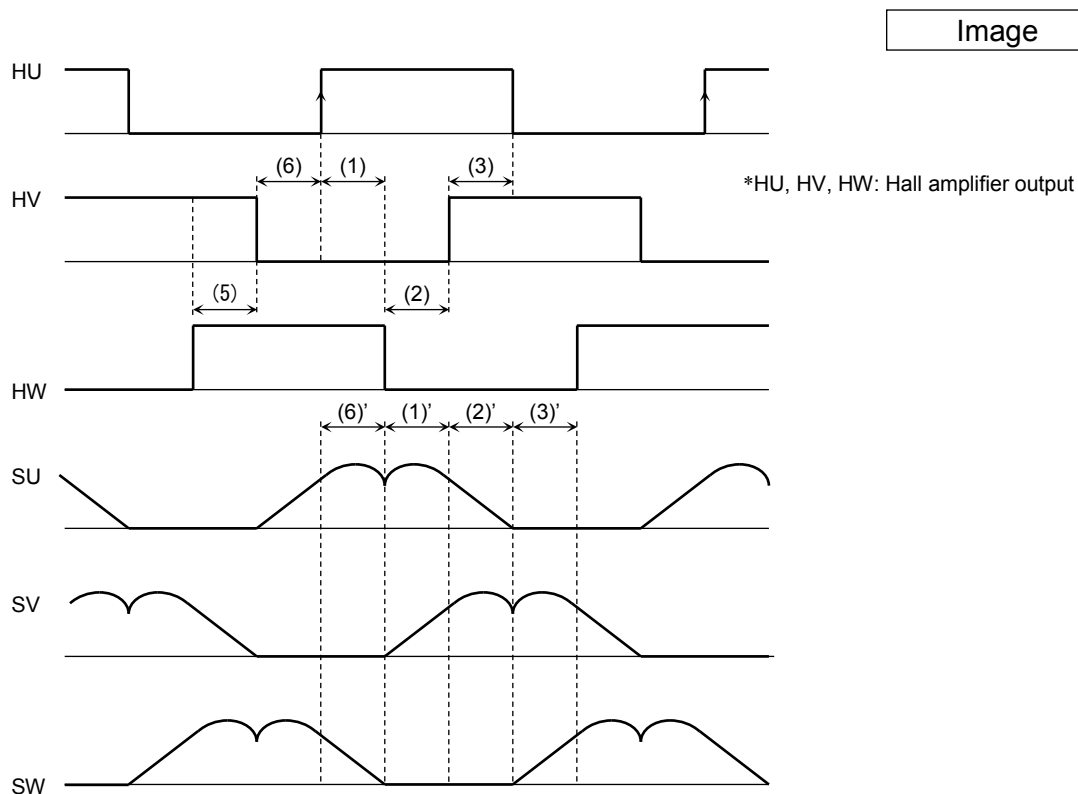 Image
HU
(6) (1) (3)
HV
*HU, HV, HW: Hall amplifier output
(5) (2)
HW
(6)’ (1)’ (2)’ (3)’
SU
SV
SW